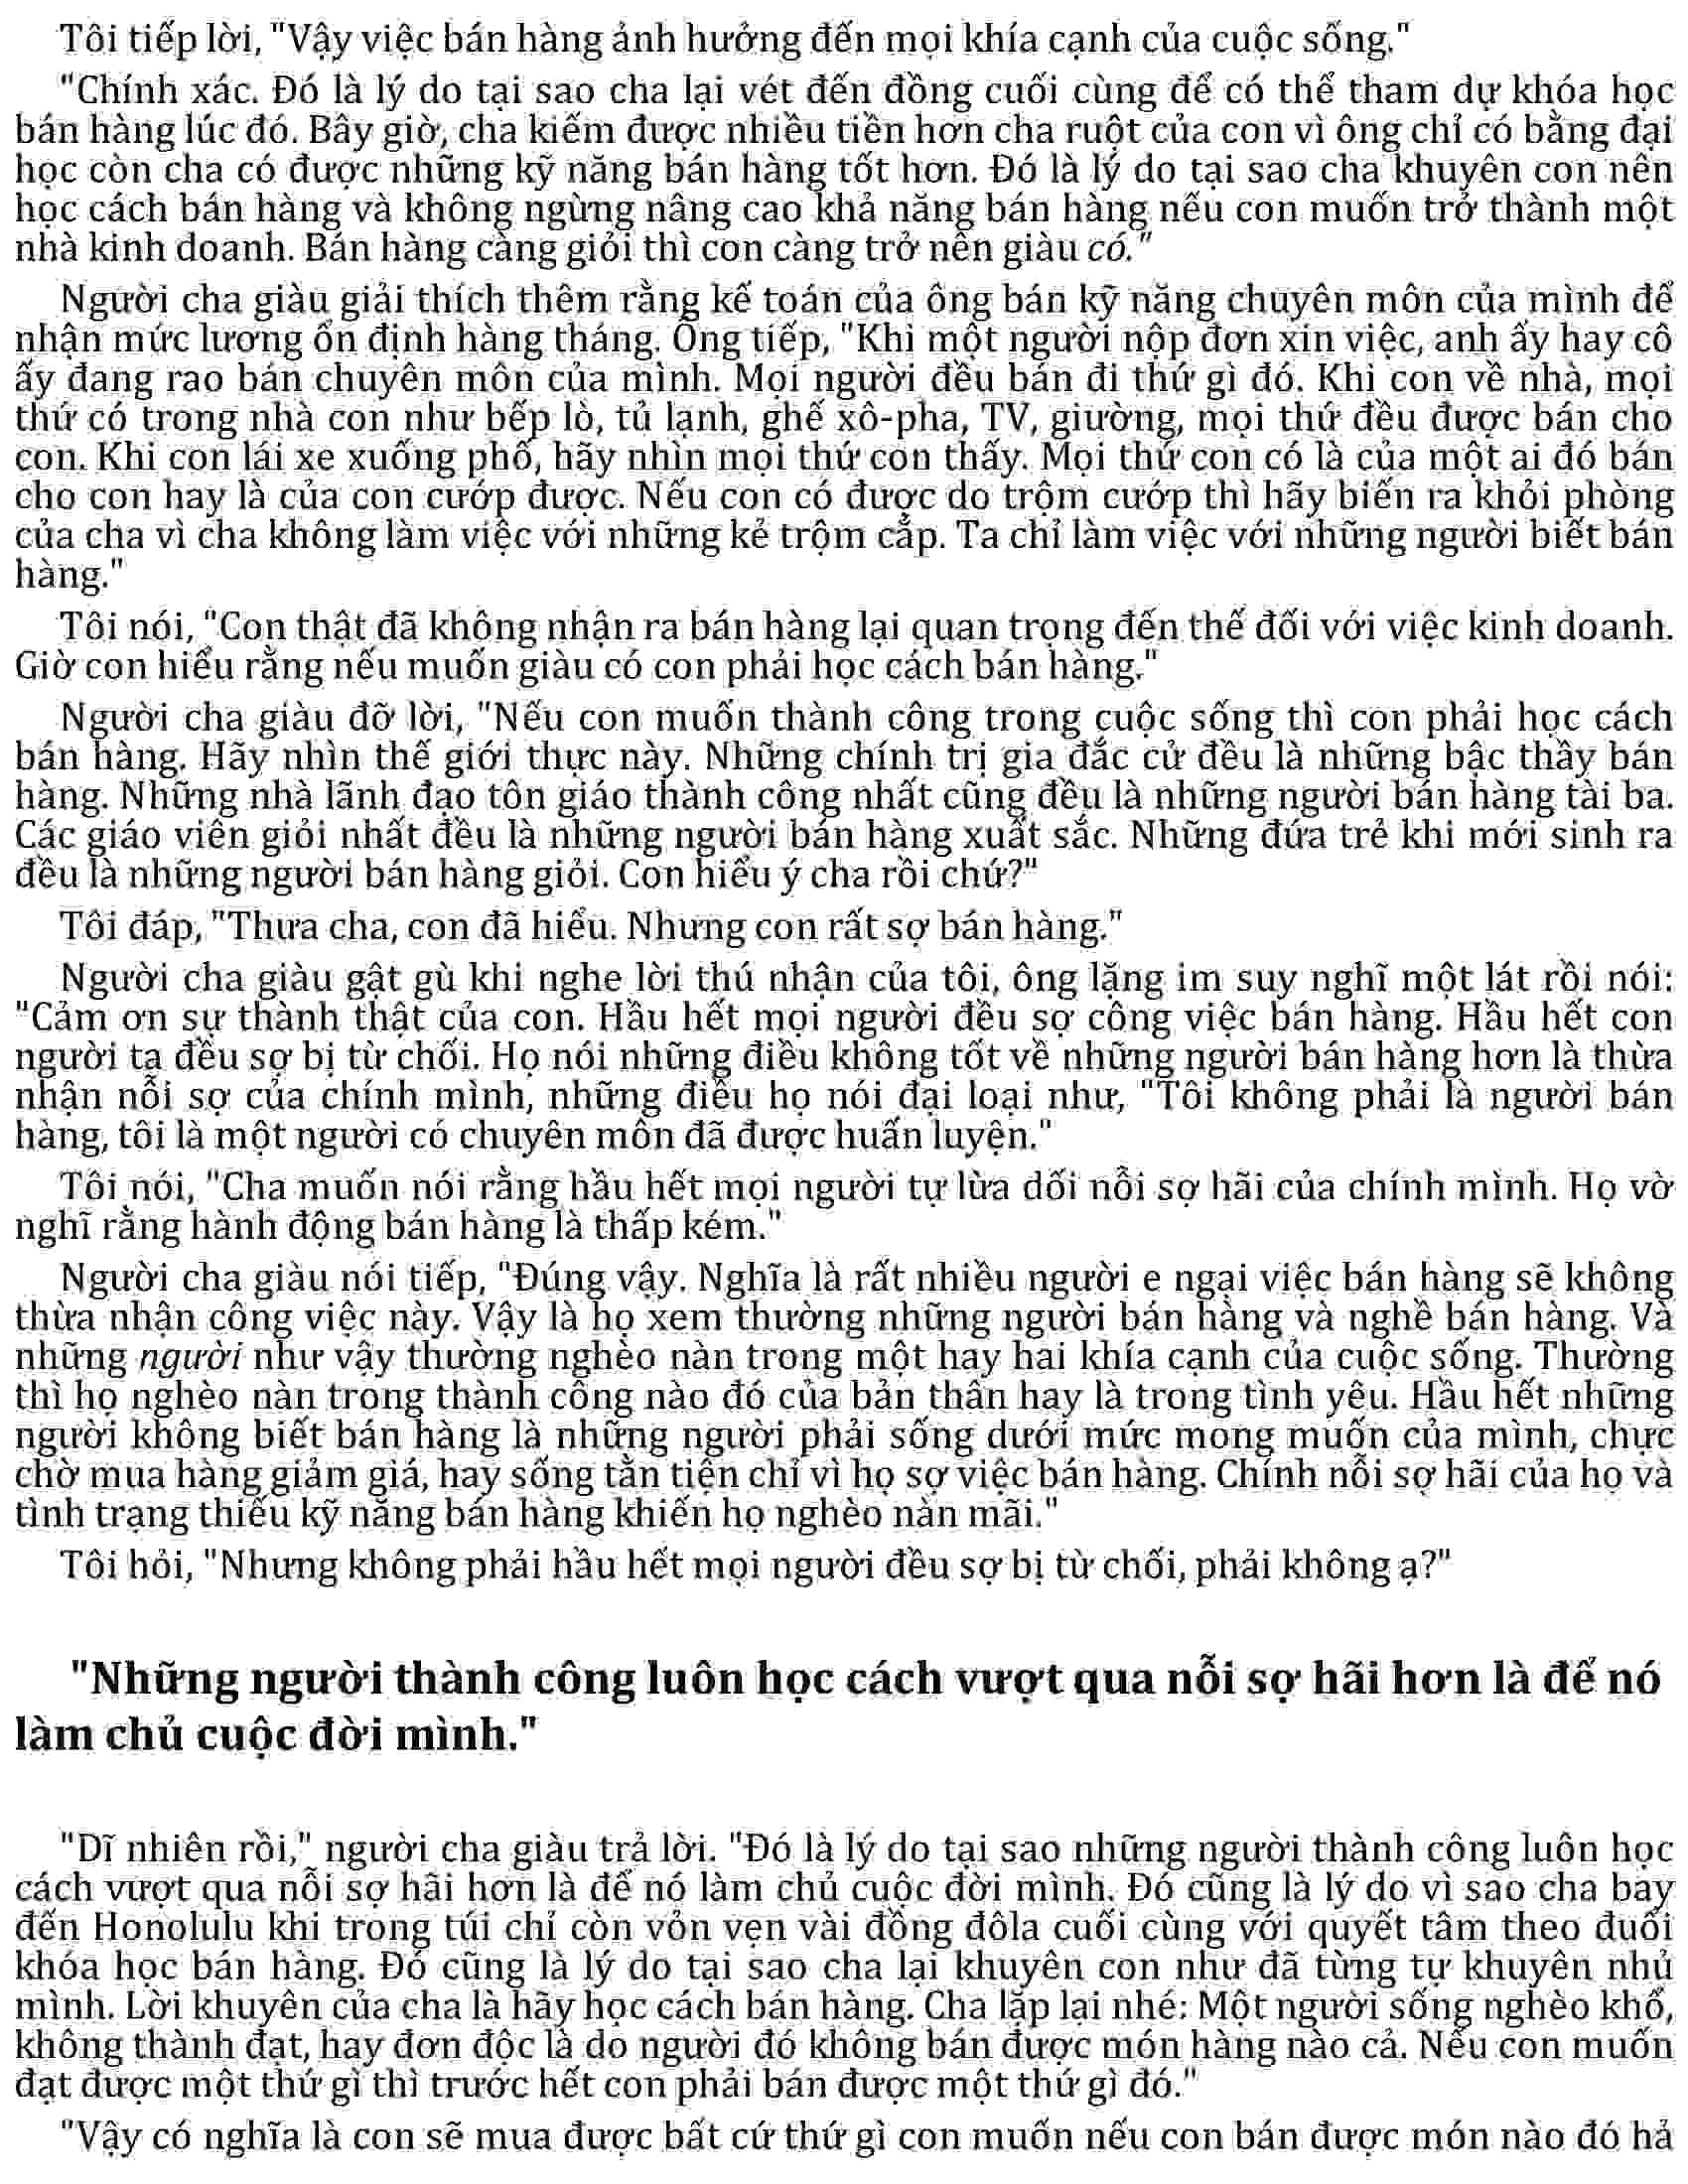 Tôi tiếp lời, "Vậy việc bán hàng ảnh hưởng đến mọi khía cạnh của cuộc sống."
"Chính xác. Đó là lý do tại sao cha lại vét đến đồng cuối cùng để có thể tham dự khóa học
bán hàng lúc đó. Bây giờ, cha kiếm được nhiều tiền hơn cha ruột của con vì ông chỉ có bằng đại
học còn cha có được những kỹ năng bán hàng tốt hơn. Đó là lý do tại sao cha khuyên con nên
học cách bán hàng và không ngừng nâng cao khả năng bán hàng nếu con muốn trở thành một
nhà kinh doanh. Bán hàng càng giỏi thì con càng trở nên giàu có."
Người cha giàu giải thích thêm rằng kế toán của ông bán kỹ năng chuyên môn của mình để
nhận mức lương ổn định hàng tháng. Ông tiếp, "Khi một người nộp đơn xin việc, anh ấy hay cô
ấy đang rao bán chuyên môn của mình. Mọi người đều bán đi thứ gì đó. Khi con về nhà, mọi
thứ có trong nhà con như bếp lò, tủ lạnh, ghế xô-pha, TV, giường, mọi thứ đều được bán cho
con. Khi con lái xe xuống phố, hãy nhìn mọi thứ con thấy. Mọi thứ con có là của một ai đó bán
cho con hay là của con cướp được. Nếu con có được do trộm cướp thì hãy biến ra khỏi phòng
của cha vì cha không làm việc với những kẻ trộm cắp. Ta chỉ làm việc với những người biết bán
hàng."
Tôi nói, "Con thật đã không nhận ra bán hàng lại quan trọng đến thế đối với việc kinh doanh.
Giờ con hiểu rằng nếu muốn giàu có con phải học cách bán hàng."
Người cha giàu đỡ lời, "Nếu con muốn thành công trong cuộc sống thì con phải học cách
bán hàng. Hãy nhìn thế giới thực này. Những chính trị gia đắc cử đều là những bậc thầy bán
hàng. Những nhà lãnh đạo tôn giáo thành công nhất cũng đều là những người bán hàng tài ba.
Các giáo viên giỏi nhất đều là những người bán hàng xuất sắc. Những đứa trẻ khi mới sinh ra
đều là những người bán hàng giỏi. Con hiểu ý cha rồi chứ?"
Tôi đáp, "Thưa cha, con đã hiểu. Nhưng con rất sợ bán hàng."
Người cha giàu gật gù khi nghe lời thú nhận của tôi, ông lặng im suy nghĩ một lát rồi nói:
"Cảm ơn sự thành thật của con. Hầu hết mọi người đều sợ công việc bán hàng. Hầu hết con
người ta đều sợ bị từ chối. Họ nói những điều không tốt về những người bán hàng hơn là thừa
nhận nỗi sợ của chính mình, những điều họ nói đại loại như, "Tôi không phải là người bán
hàng, tôi là một người có chuyên môn đã được huấn luyện."
Tôi nói, "Cha muốn nói rằng hầu hết mọi người tự lừa dối nỗi sợ hãi của chính mình. Họ vờ
nghĩ rằng hành động bán hàng là thấp kém."
Người cha giàu nói tiếp, "Đúng vậy. Nghĩa là rất nhiều người e ngại việc bán hàng sẽ không
thừa nhận công việc này. Vậy là họ xem thường những người bán hàng và nghề bán hàng. Và
những người như vậy thường nghèo nàn trong một hay hai khía cạnh của cuộc sống. Thường
thì họ nghèo nàn trong thành công nào đó của bản thân hay là trong tình yêu. Hầu hết những
người không biết bán hàng là những người phải sống dưới mức mong muốn của mình, chực
chờ mua hàng giảm giá, hay sống tằn tiện chỉ vì họ sợ việc bán hàng. Chính nỗi sợ hãi của họ và
tình trạng thiếu kỹ năng bán hàng khiến họ nghèo nàn mãi."
Tôi hỏi, "Nhưng không phải hầu hết mọi người đều sợ bị từ chối, phải không ạ?"
"Những người thành công luôn học cách vượt qua nỗi sợ hãi hơn là để nó
làm chủ cuộc đời mình."
"Dĩ nhiên rồi," người cha giàu trả lời. "Đó là lý do tại sao những người thành công luôn học
cách vượt qua nỗi sợ hãi hơn là để nó làm chủ cuộc đời mình. Đó cũng là lý do vì sao cha bay
đến Honolulu khi trong túi chỉ còn vỏn vẹn vài đồng đôla cuối cùng với quyết tâm theo đuổi
khóa học bán hàng. Đó cũng là lý do tại sao cha lại khuyên con như đã từng tự khuyên nhủ
mình. Lời khuyên của cha là hãy học cách bán hàng. Cha lặp lại nhé: Một người sống nghèo khổ,
không thành đạt, hay đơn độc là do người đó không bán được món hàng nào cả. Nếu con muốn
đạt được một thứ gì thì trước hết con phải bán được một thứ gì đó."
"Vậy có nghĩa là con sẽ mua được bất cứ thứ gì con muốn nếu con bán được món nào đó hả